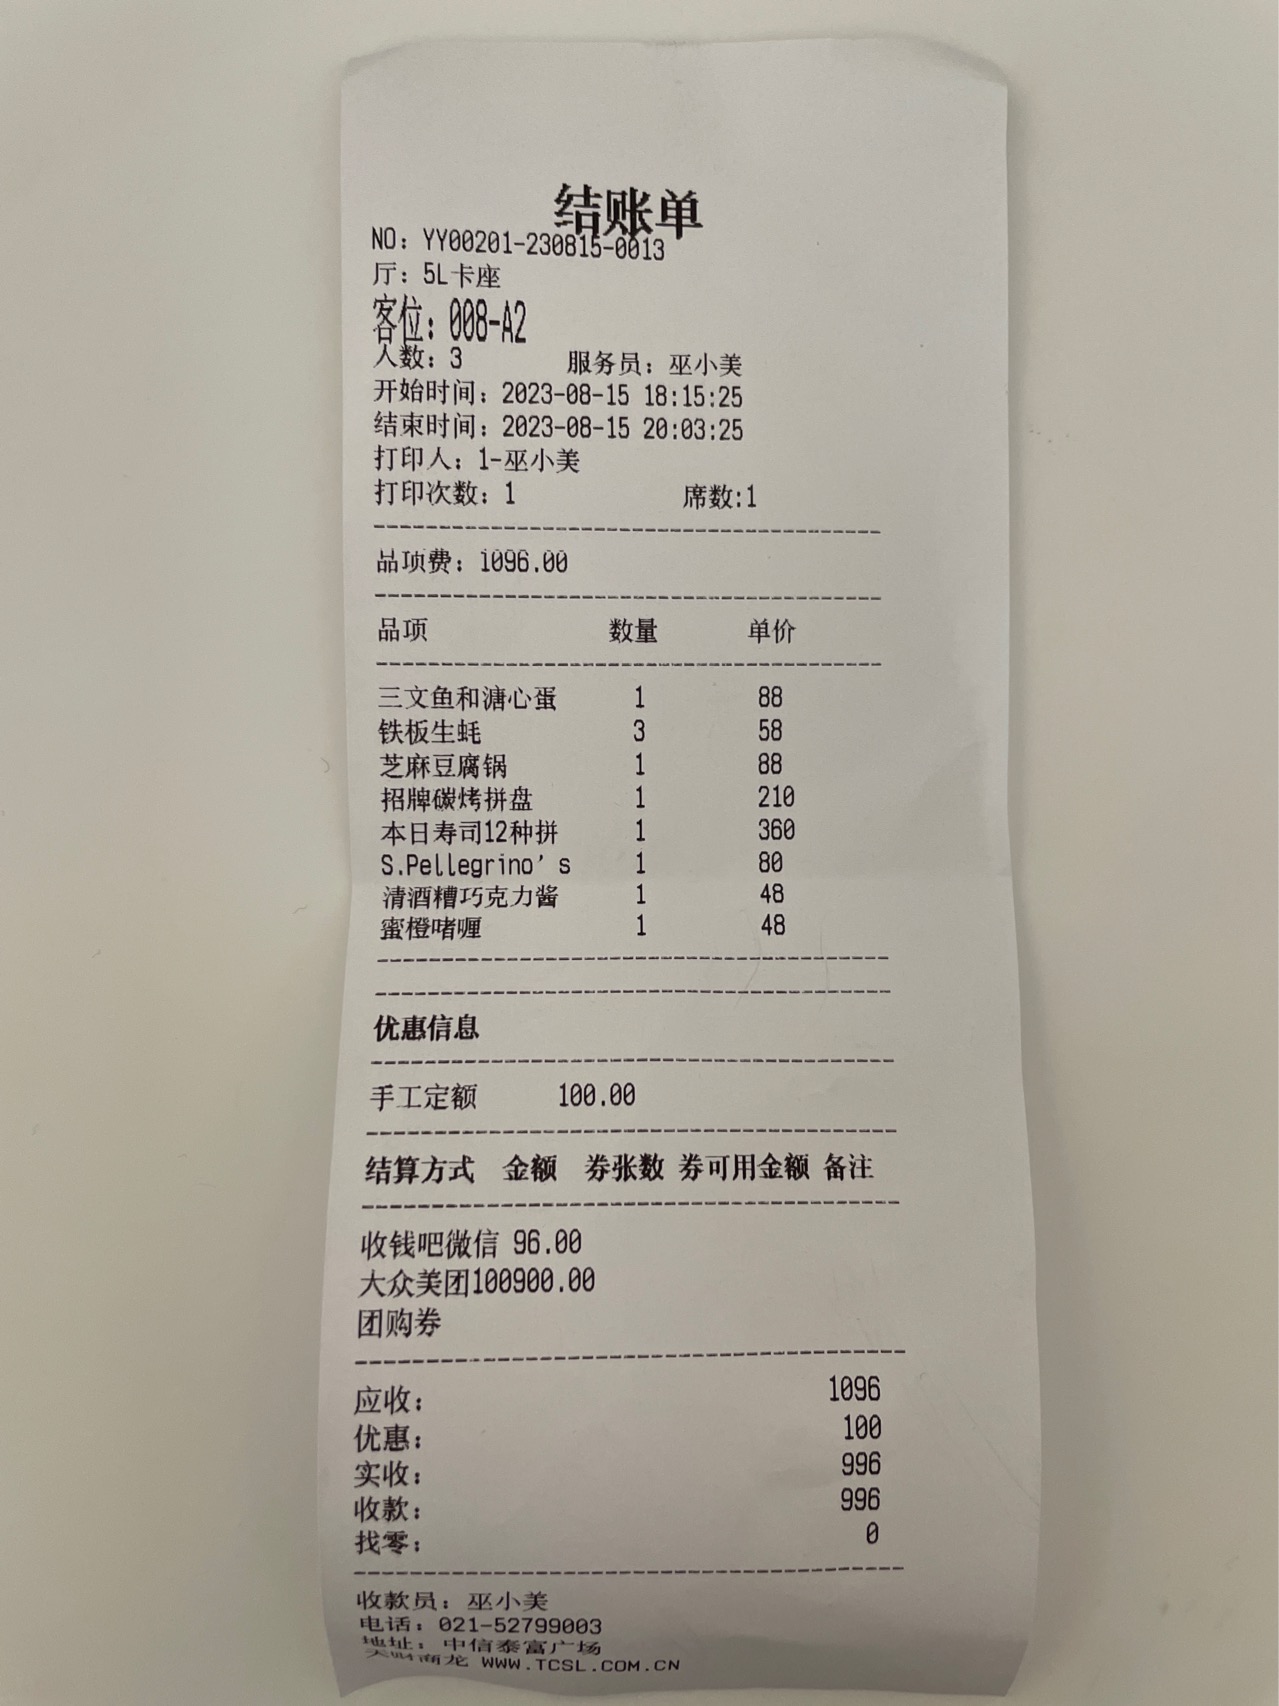 结账单
NO: YY00201-230815-0013
厅: 5L卡座
客位: 008-A2
人数: 3 服务员: 巫小美
开始时间: 2023-08-15 18:15:25
结束时间: 2023-08-15 20:03:25
打印人: 1-巫小美
打印次数: 1 席数:1
品项费: 1096.00
品项 数量 单价
三文鱼和溏心蛋 1 88
铁板生蚝 3 58
芝麻豆腐锅 1 88
招牌碳烤拼盘 1 210
本日寿司12种拼 1 360
S.Pellegrino’s 1 80
清酒糟巧克力酱 1 48
蜜橙啫喱 1 48
优惠信息
手工定额 100.00
结算方式 金额 券张数 券可用金额 备注
收钱吧微信 96.00
大众美团100900.00
团购券
应收: 1096
优惠: 100
实收: 996
收款: 996
找零: 0
收款员: 巫小美
电话: 021-52799003
地址: 中信泰富广场
天财商龙 WWW.TCSL.COM.CN